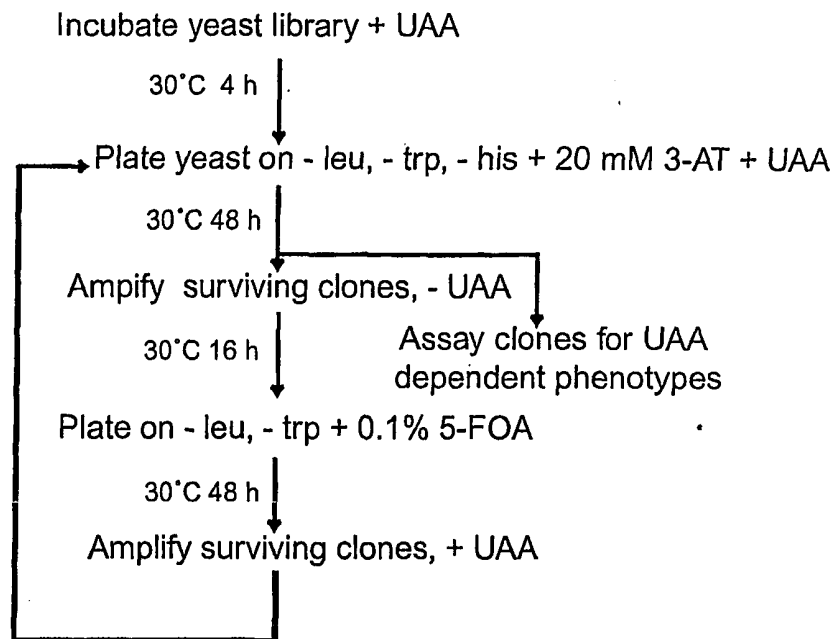 Incubate yeast library + UAA
30°C 4 h
Plate yeast on - leu, - trp, - his + 20 mM 3-AT + UAA
30°C 48 h
Ampify surviving clones, - UAA
30°C 16 h
Assay clones for UAA
dependent phenotypes
Plate on - leu, - trp + 0.1% 5-FOA
30°C 48 h
Amplify surviving clones, + UAA